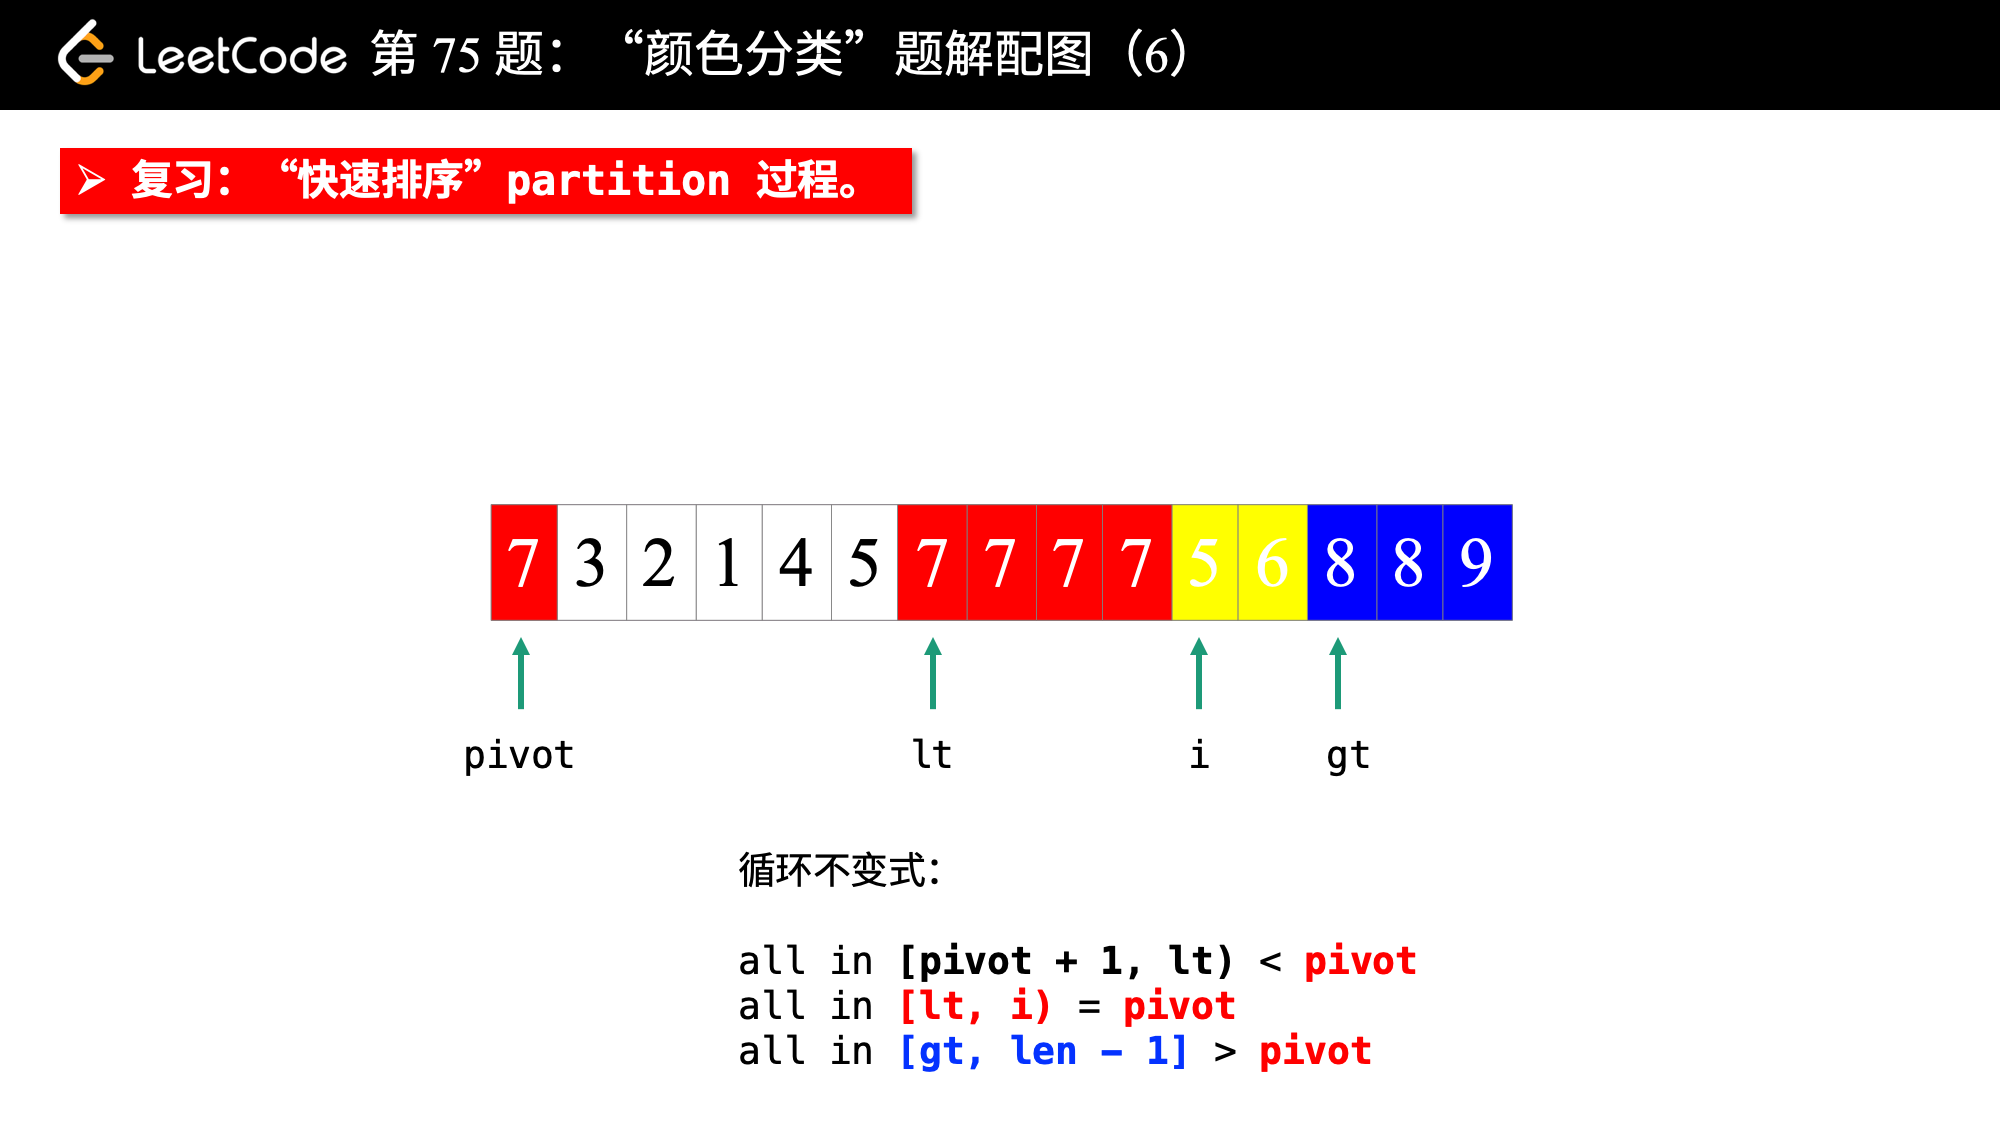 LeetCode 第 75 题：“颜色分类”题解配图（6）
➢ 复习：“快速排序”partition 过程。
7 3 2 1 4 5 7 7 7 7 5 6 8 8 9
pivot lt i gt
循环不变式：
all in [pivot + 1, lt) < pivot
all in [lt, i) = pivot
all in [gt, len - 1] > pivot